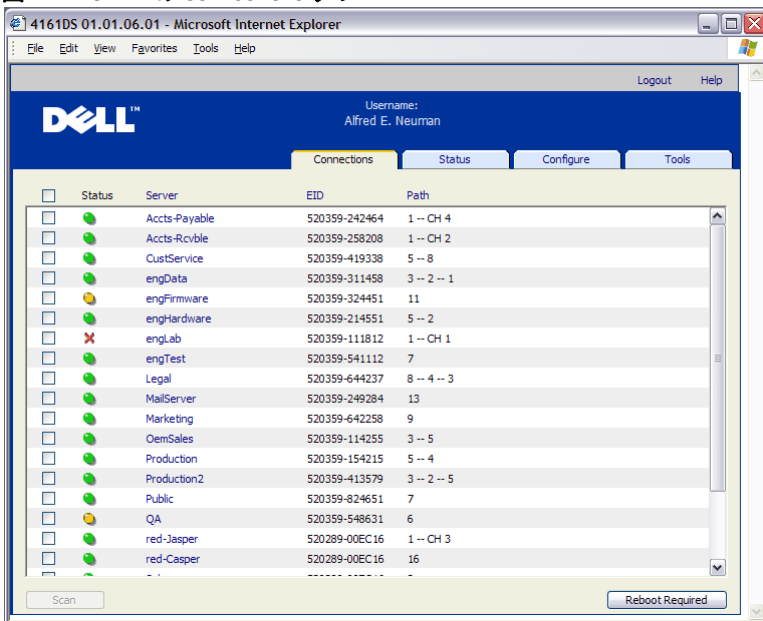 4161DS 01.01.06.01 - Microsoft Internet Explorer
File Edit View Favorites Tools Help
Logout Help
DELL™
Username:
Alfred E. Neuman
Connections Status Configure Tools
Status Server EID Path
Accts-Payable 520359-242464 1 -- CH 4
Accts-Rcvble 520359-258208 1 -- CH 2
CustService 520359-419338 5 -- 8
engData 520359-311458 3 -- 2 -- 1
engFirmware 520359-324451 11
engHardware 520359-214551 5 -- 2
engLab 520359-111812 1 -- CH 1
engTest 520359-541112 7
Legal 520359-644237 8 -- 4 -- 3
MailServer 520359-249284 13
Marketing 520359-642258 9
OemSales 520359-114255 3 -- 5
Production 520359-154215 5 -- 4
Production2 520359-413579 3 -- 2 -- 5
Public 520359-824651 7
QA 520359-548631 6
red-Jasper 520289-00EC16 1 -- CH 3
red-Casper 520289-00EC16 16
Scan Reboot Required